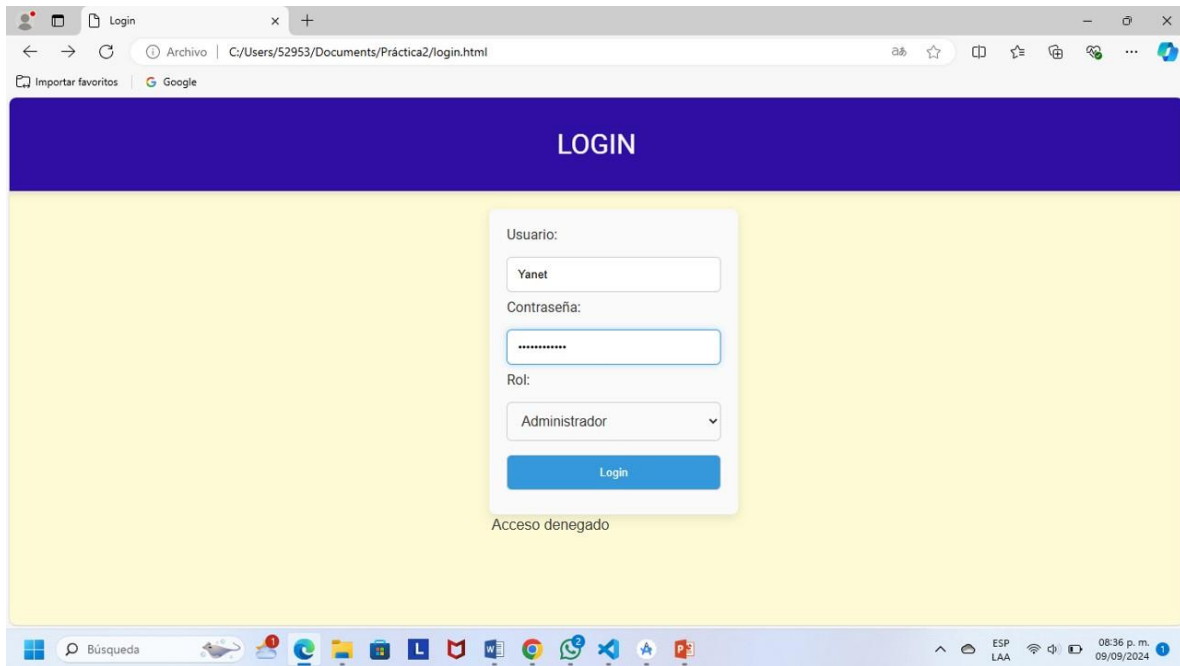 Login
Archivo C:/Users/52953/Documents/Práctica2/login.html
Importar favoritos Google
LOGIN
Usuario:
Yanet
Contraseña:
••••••••••••
Rol:
Administrador
Login
Acceso denegado
Búsqueda
ESP
LAA
08:36 p. m.
09/09/2024